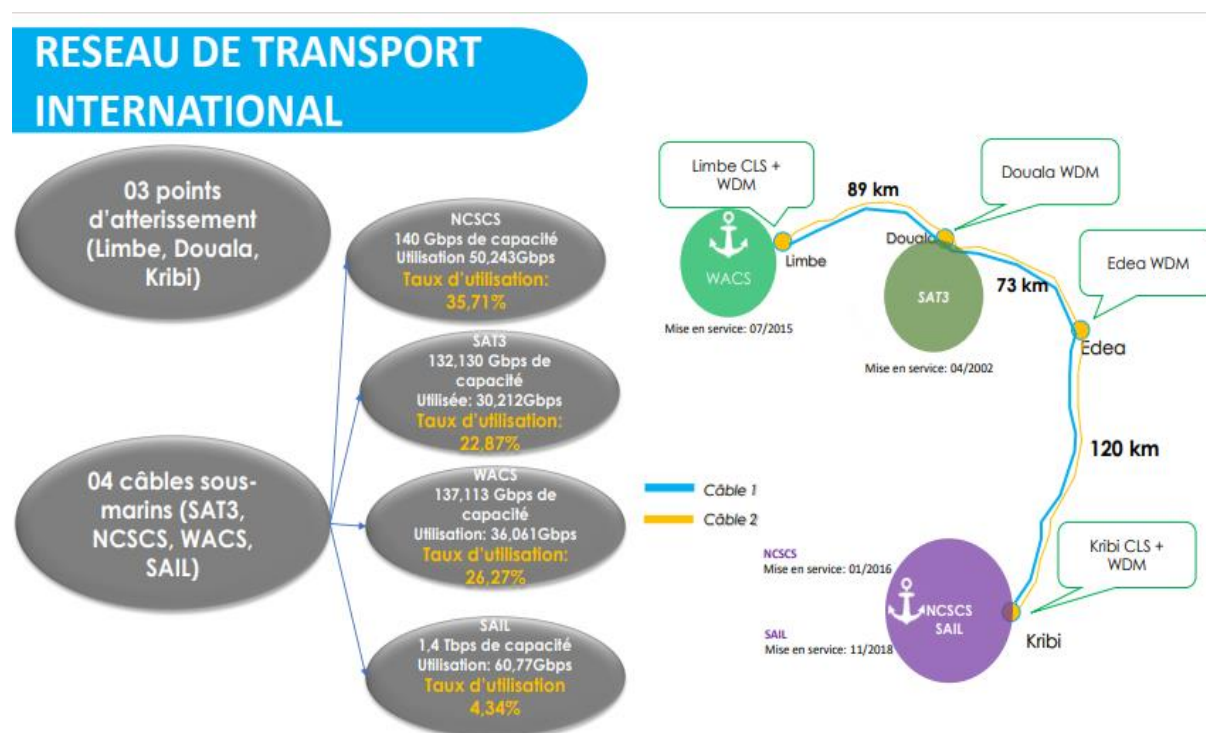 RESEAU DE TRANSPORT
INTERNATIONAL
03 points
d'atterissement
(Limbe, Douala,
Kribi)
04 câbles sous-
marins (SAT3,
NCSCS, WACS,
SAIL)
NCSCS
140 Gbps de capacité
Utilisation 50,243Gbps
Taux d'utilisation:
35,71%
SAT3
132,130 Gbps de
capacité
Utilisée: 30,212Gbps
Taux d'utilisation:
22,87%
WACS
137,113 Gbps de
capacité
Utilisation: 36,061Gbps
Taux d'utilisation:
26,27%
SAIL
1,4 Tbps de capacité
Utilisation: 60,77Gbps
Taux d'utilisation
4,34%
Limbe CLS +
WDM
89 km
Douala WDM
WACS
Limbe
Douala
Mise en service: 07/2015
SAT3
73 km
Edea WDM
Edea
Mise en service: 04/2002
120 km
Câble 1
Câble 2
Kribi CLS +
WDM
NCSCS
Mise en service: 01/2016
NCSCS
SAIL
SAIL
Mise en service: 11/2018
Kribi